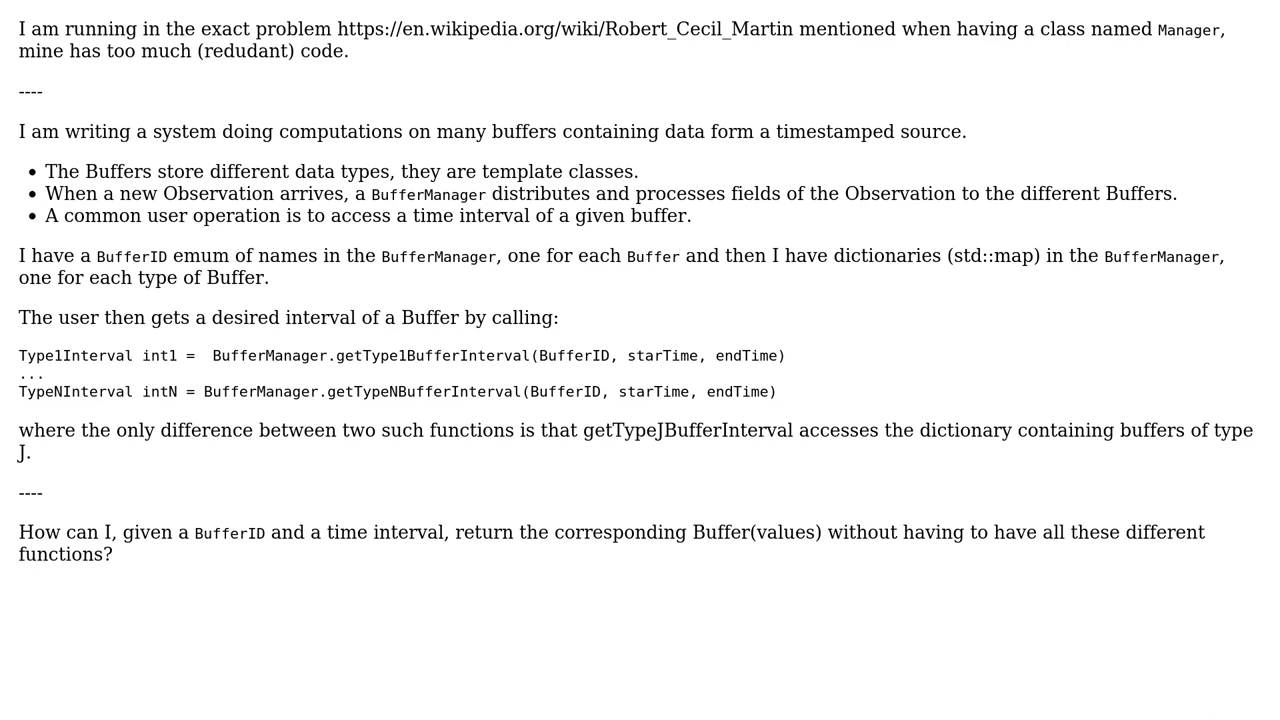 I am running in the exact problem https://en.wikipedia.org/wiki/Robert_Cecil_Martin mentioned when having a class named Manager,
mine has too much (redudant) code.
----
I am writing a system doing computations on many buffers containing data form a timestamped source.
• The Buffers store different data types, they are template classes.
• When a new Observation arrives, a BufferManager distributes and processes fields of the Observation to the different Buffers.
• A common user operation is to access a time interval of a given buffer.
I have a BufferID emum of names in the BufferManager, one for each Buffer and then I have dictionaries (std::map) in the BufferManager,
one for each type of Buffer.
The user then gets a desired interval of a Buffer by calling:
Type1Interval int1 =  BufferManager.getType1BufferInterval(BufferID, starTime, endTime)
...
TypeNInterval intN = BufferManager.getTypeNBufferInterval(BufferID, starTime, endTime)
where the only difference between two such functions is that getTypeJBufferInterval accesses the dictionary containing buffers of type
J.
----
How can I, given a BufferID and a time interval, return the corresponding Buffer(values) without having to have all these different
functions?